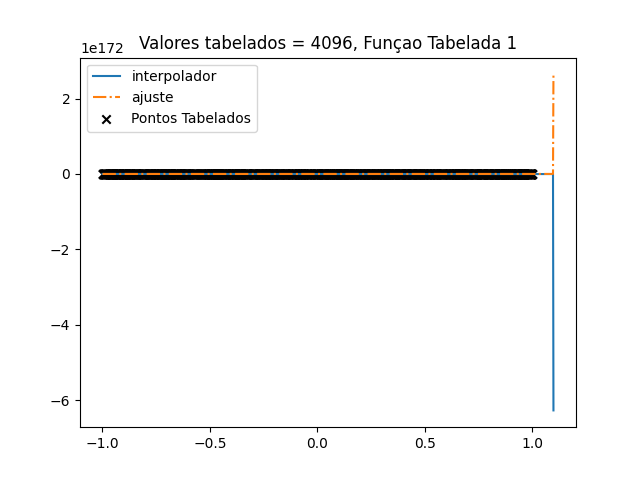 Valores tabelados = 4096, Funçao Tabelada 1
1e172
interpolador
ajuste
Pontos Tabelados
2
0
−2
−4
−6
−1.0 −0.5 0.0 0.5 1.0